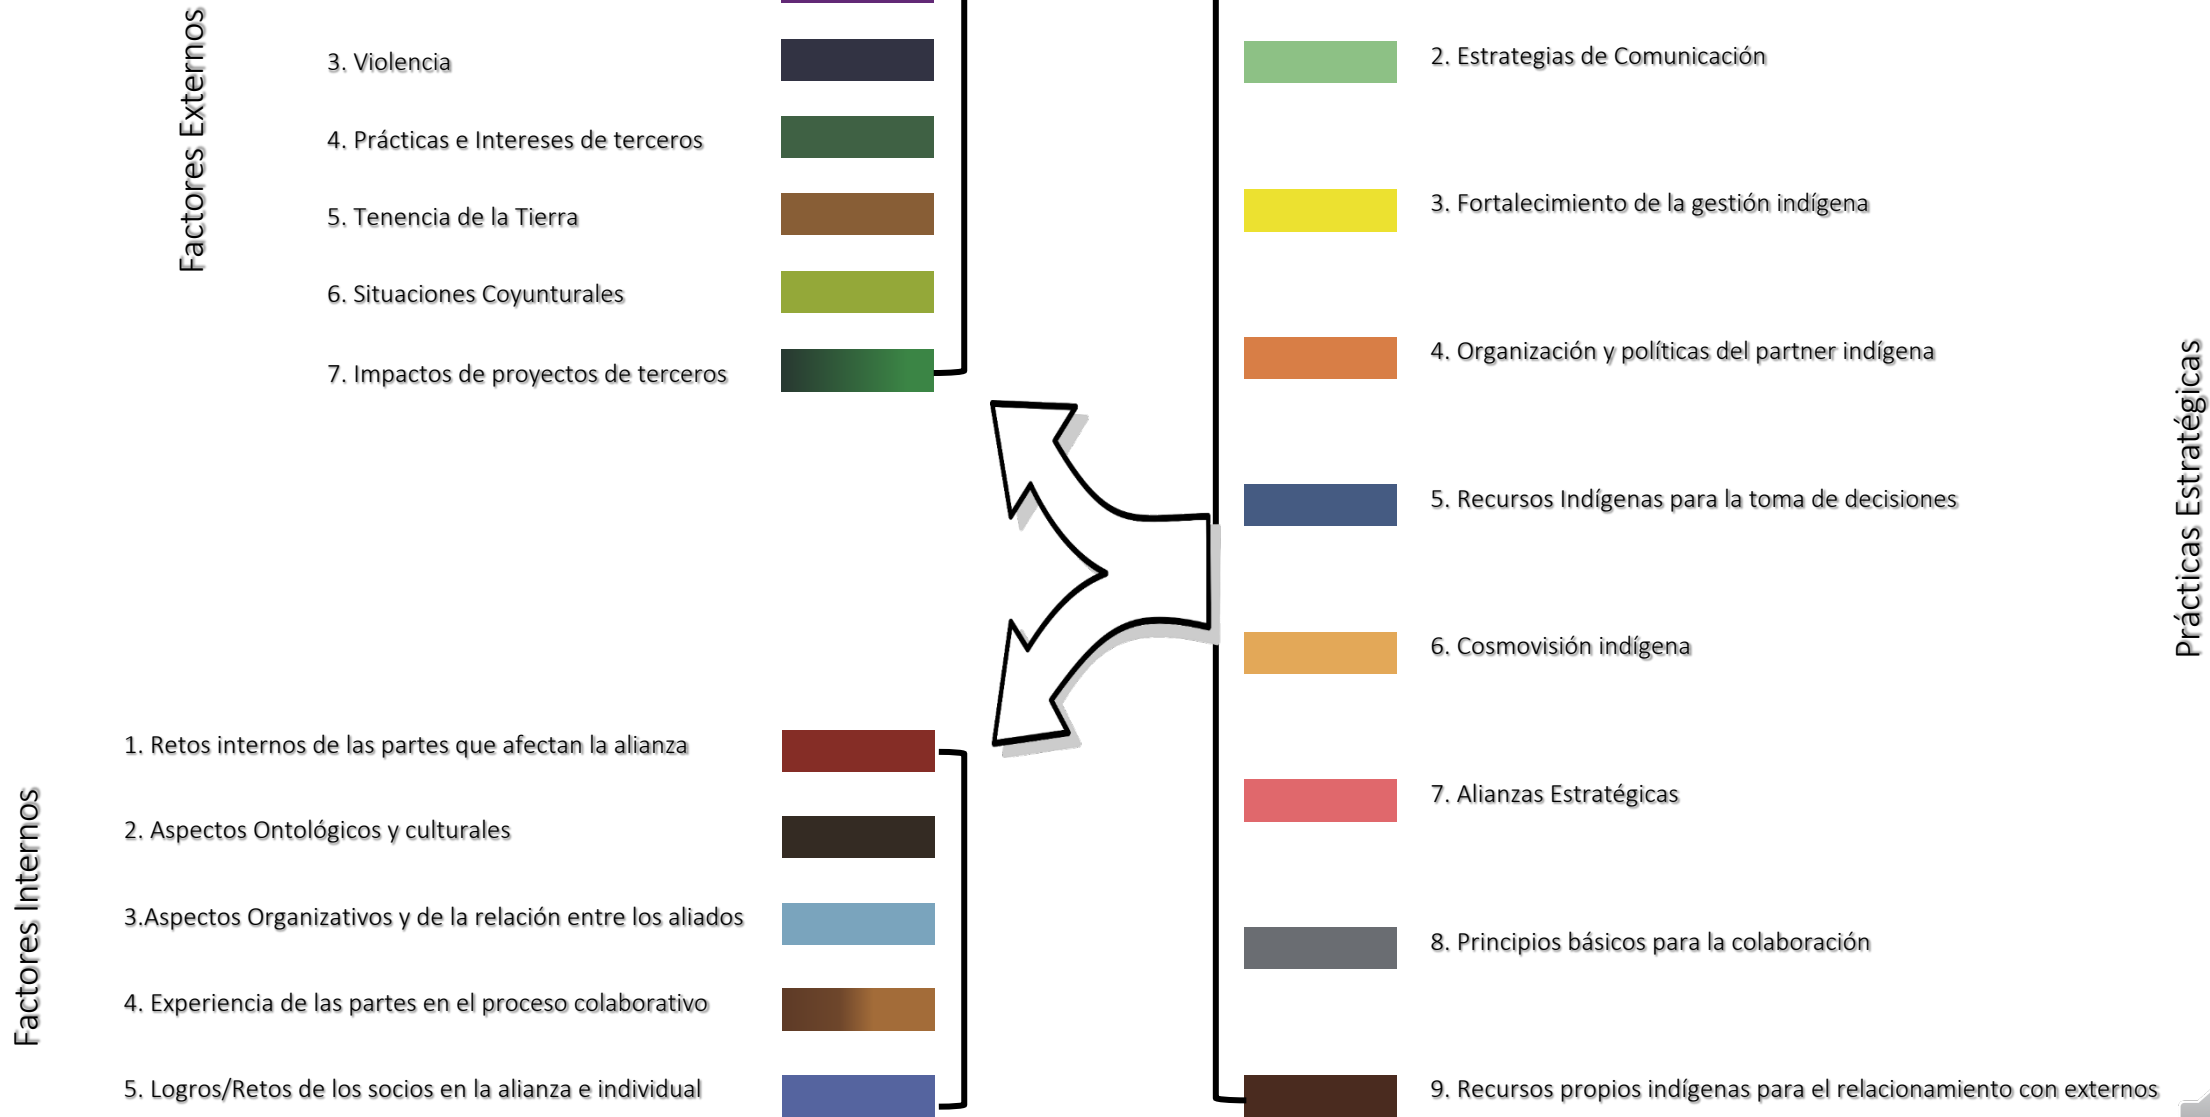 Factores Externos
3. Violencia
4. Prácticas e Intereses de terceros
5. Tenencia de la Tierra
6. Situaciones Coyunturales
7. Impactos de proyectos de terceros
Factores Internos
1. Retos internos de las partes que afectan la alianza
2. Aspectos Ontológicos y culturales
3.Aspectos Organizativos y de la relación entre los aliados
4. Experiencia de las partes en el proceso colaborativo
5. Logros/Retos de los socios en la alianza e individual
2. Estrategias de Comunicación
3. Fortalecimiento de la gestión indígena
4. Organización y políticas del partner indígena
5. Recursos Indígenas para la toma de decisiones
6. Cosmovisión indígena
7. Alianzas Estratégicas
8. Principios básicos para la colaboración
9. Recursos propios indígenas para el relacionamiento con externos
Prácticas Estratégicas